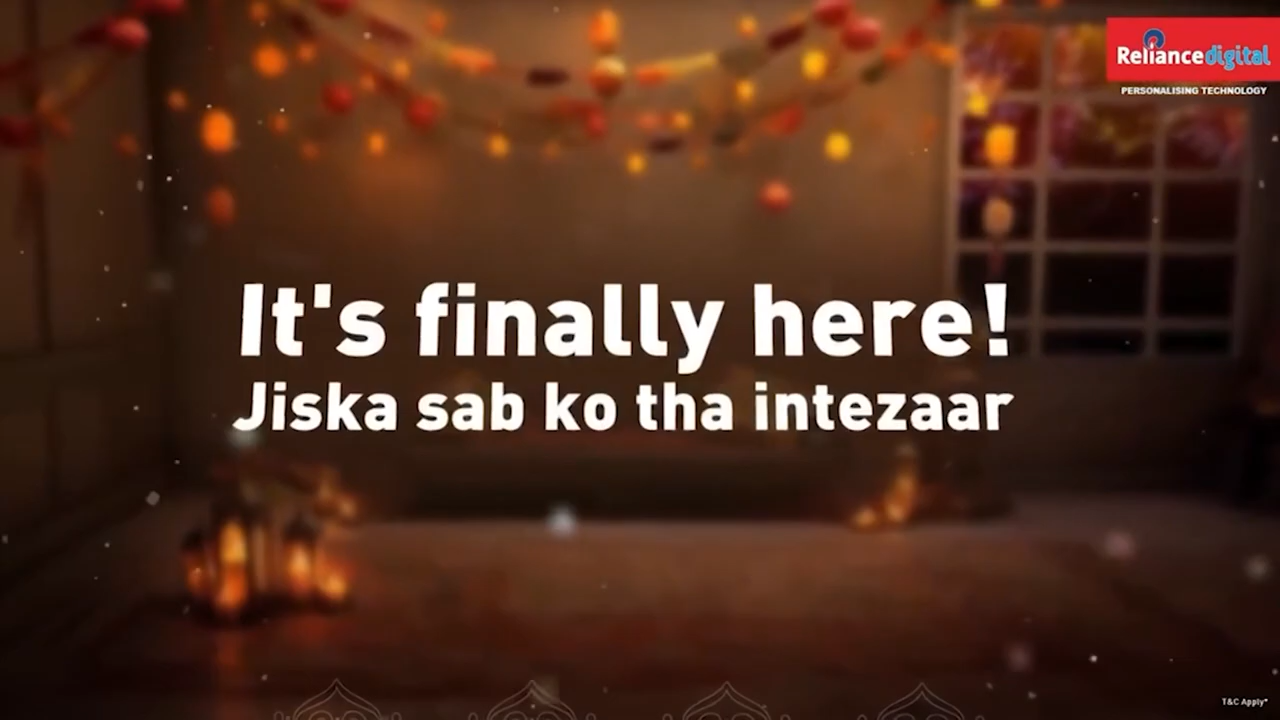 Reliance digital
PERSONALISING TECHNOLOGY
It's finally here!
Jiska sab ko tha intezaar
T&C Apply*